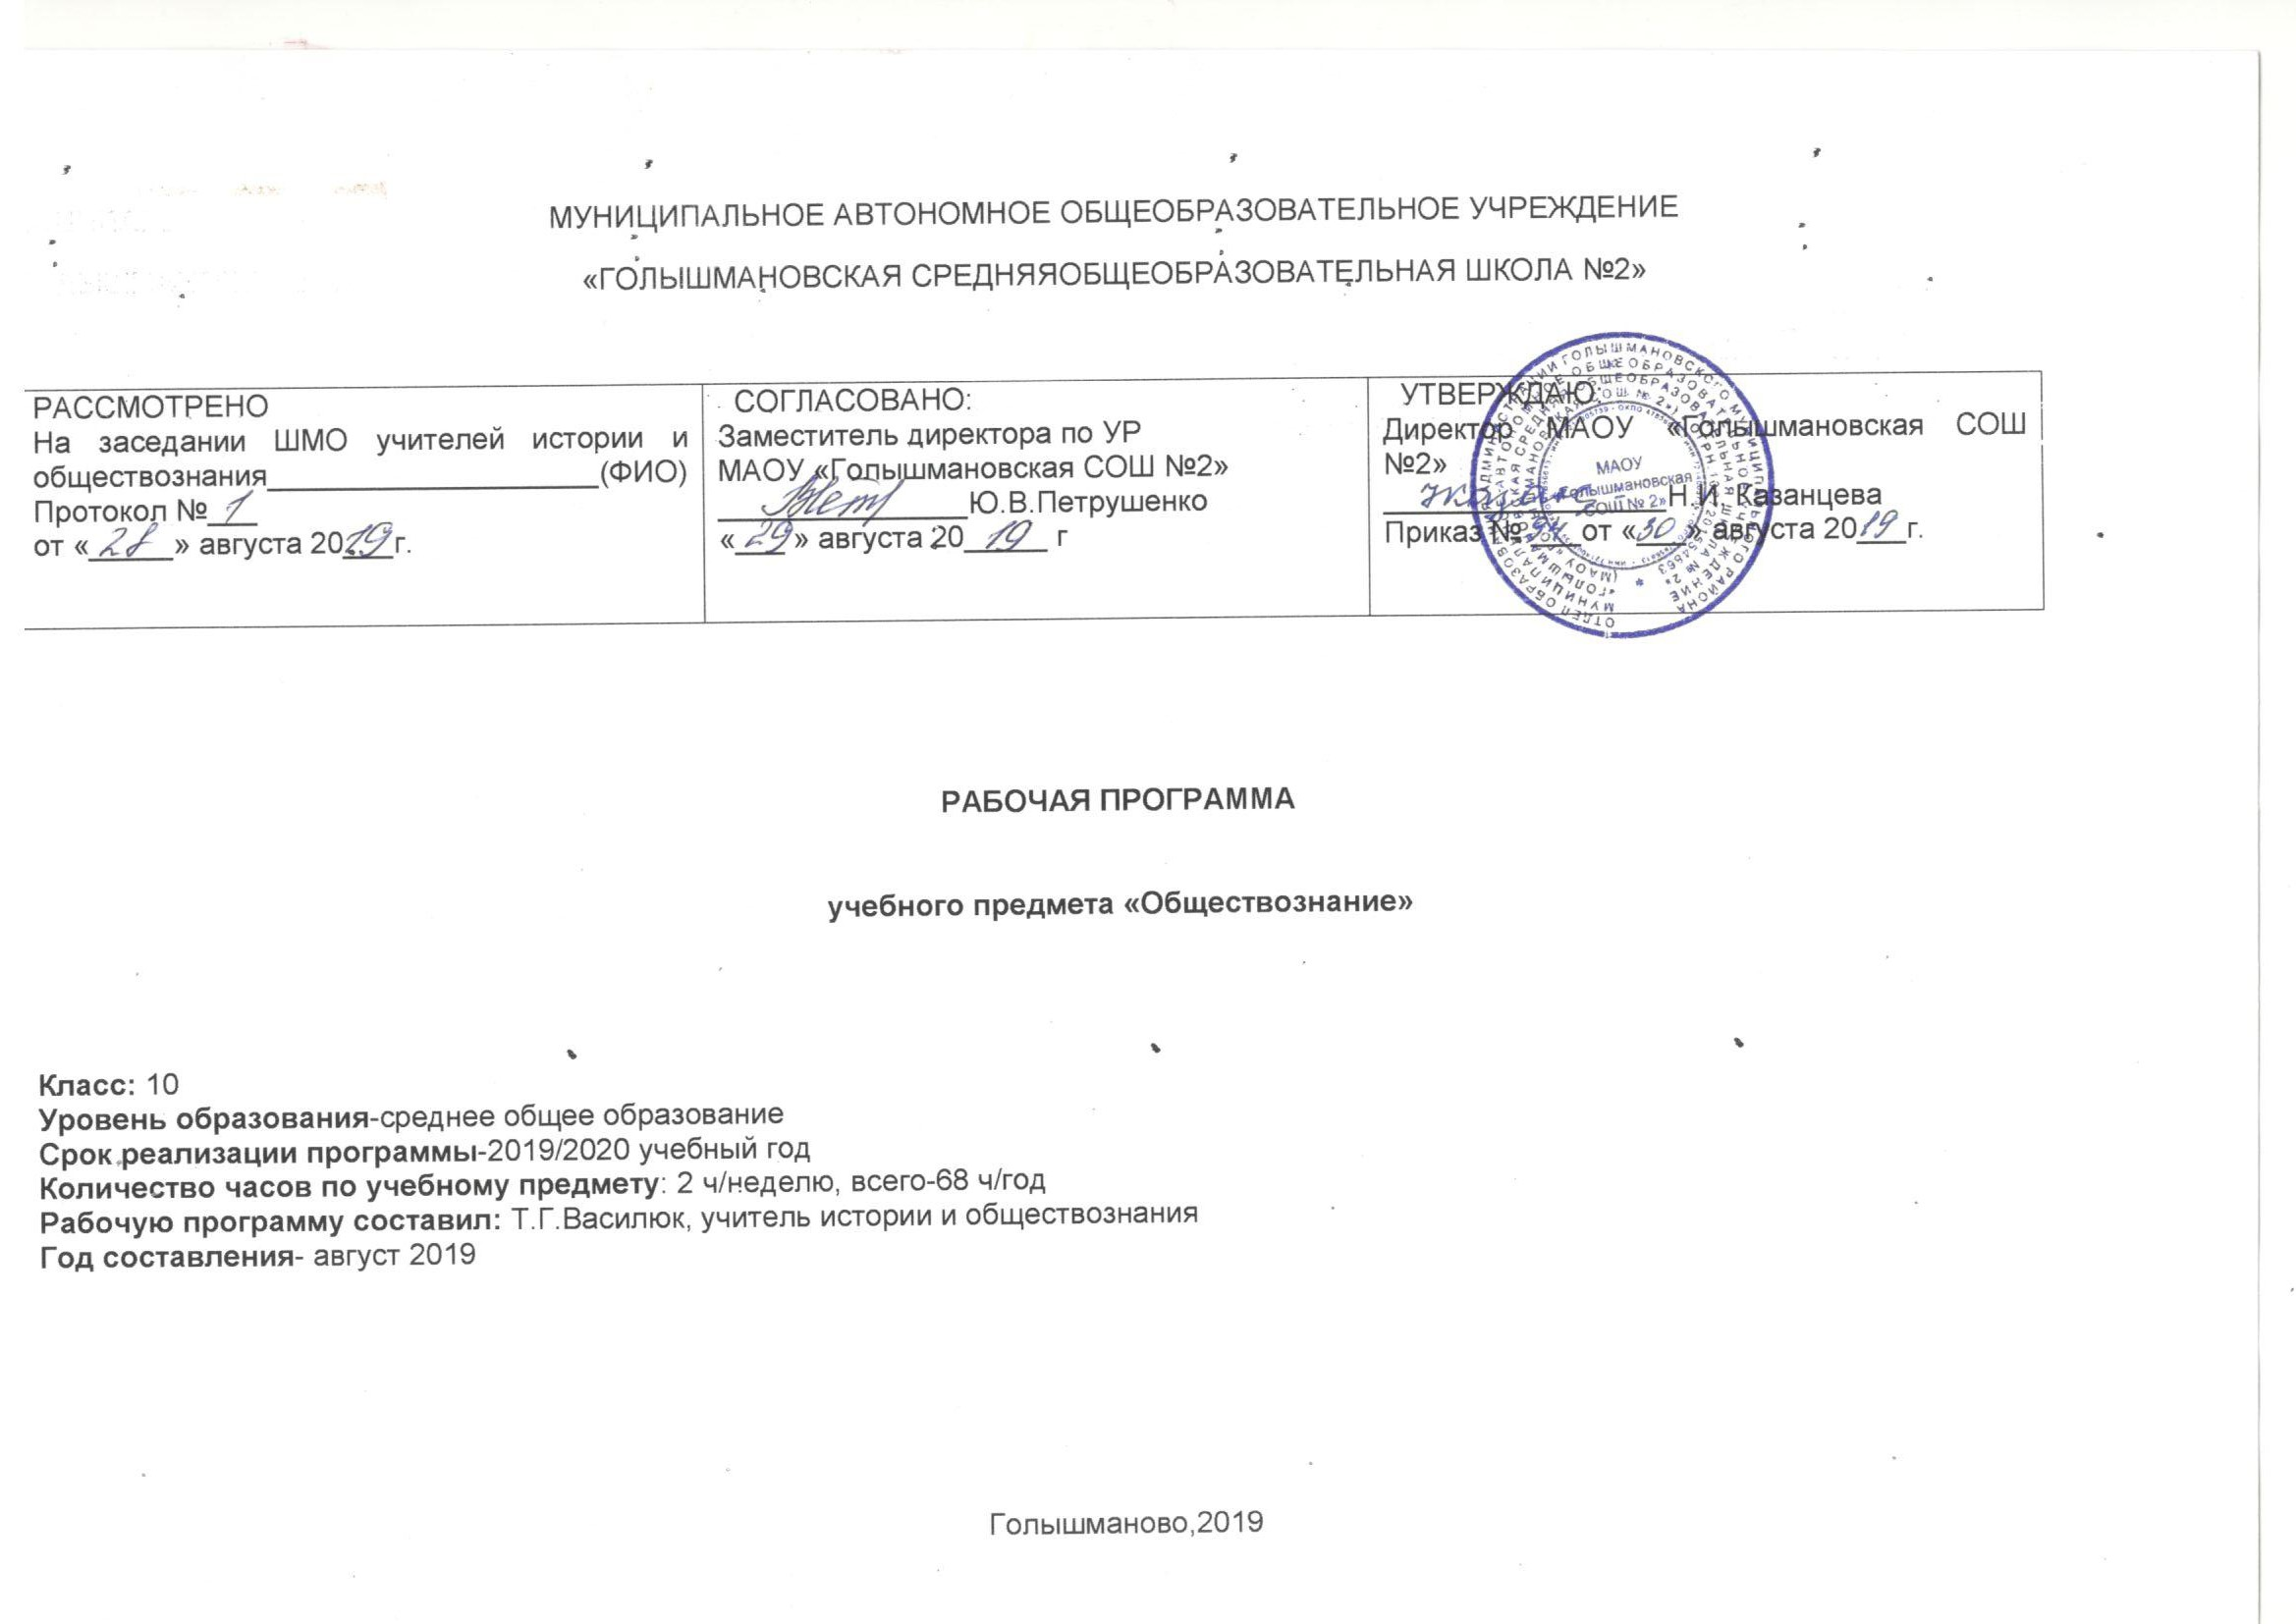 МУНИЦИПАЛЬНОЕ АВТОНОМНОЕ ОБЩЕОБРАЗОВАТЕЛЬНОЕ УЧРЕЖДЕНИЕ
«ГОЛЫШМАНОВСКАЯ СРЕДНЯЯОБЩЕОБРАЗОВАТЕЛЬНАЯ ШКОЛА №2»
РАССМОТРЕНО
На заседании ШМО учителей истории и
обществознания____________________(ФИО)
Протокол № 1
от «28» августа 2019г.
СОГЛАСОВАНО:
Заместитель директора по УР
МАОУ «Голышмановская СОШ №2»
_______________Ю.В.Петрушенко
«29» августа 2019 г
УТВЕРЖДАЮ:
Директор МАОУ «Голышмановская СОШ
№2»
_________________Н.И. Казанцева
Приказ № от «30» августа 2019г.
МАОУ
«Голышмановская
СОШ № 2»
РАБОЧАЯ ПРОГРАММА
учебного предмета «Обществознание»
Класс: 10
Уровень образования-среднее общее образование
Срок реализации программы-2019/2020 учебный год
Количество часов по учебному предмету: 2 ч/неделю, всего-68 ч/год
Рабочую программу составил: Т.Г.Василюк, учитель истории и обществознания
Год составления- август 2019
Голышманово,2019